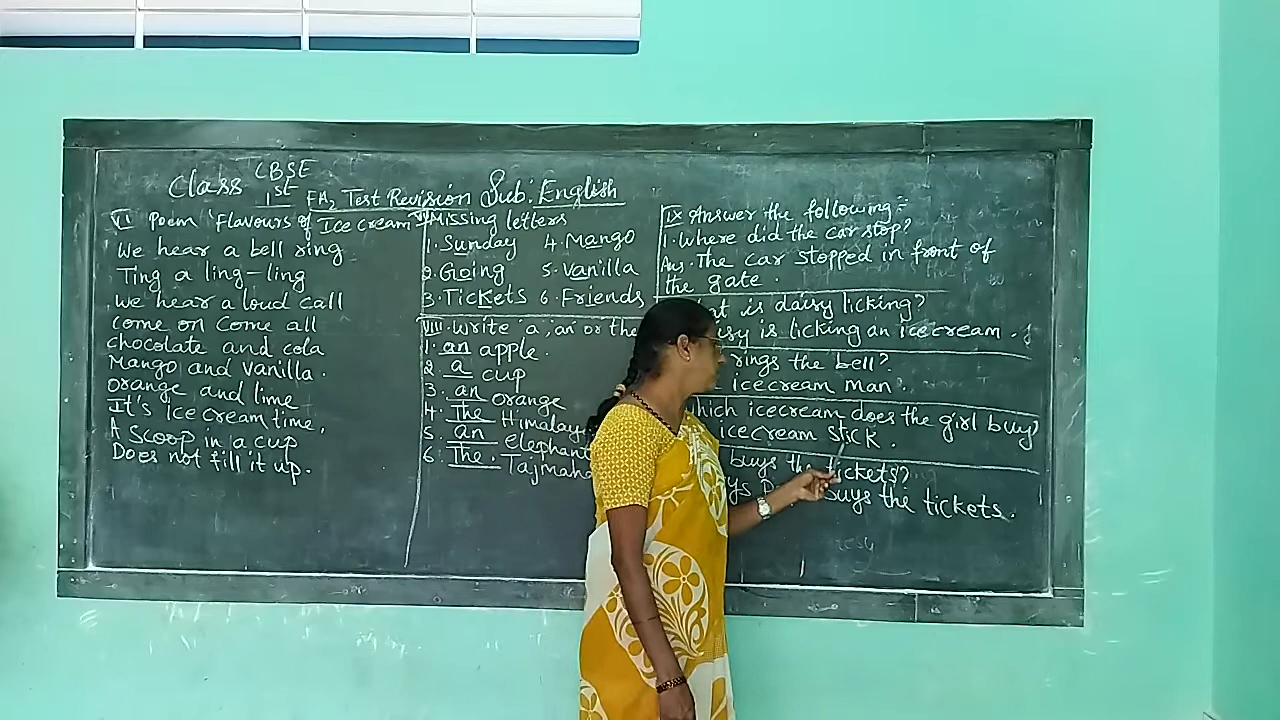 CBSE
Class 1st FA2 Test Revision Sub: English
VI Poem 'Flavours of Ice cream'
We hear a bell ring
Ting a ling-ling
We hear a loud call
come on come all
chocolate and cola
Mango and vanilla.
orange and lime
It's Ice cream time,
A scoop in a cup
Does not fill it up.
VII Missing letters
1. Sunday 4. Mango
2. Going 5. vanilla
3. Tickets 6. Friends
VIII. Write 'a', 'an' or the
1. an apple.
2. a cup
3. an orange
4. The Himalaya
5. an elephant
6. The Tajmaha
IX Answer the following:-
1. Where did the car stop?
Ans. The car stopped in front of
the gate.
is daisy licking?
is licking an icecream.
rings the bell?
icecream man.
which icecream does the girl buy?
icecream stick.
buys the tickets?
buys the tickets.